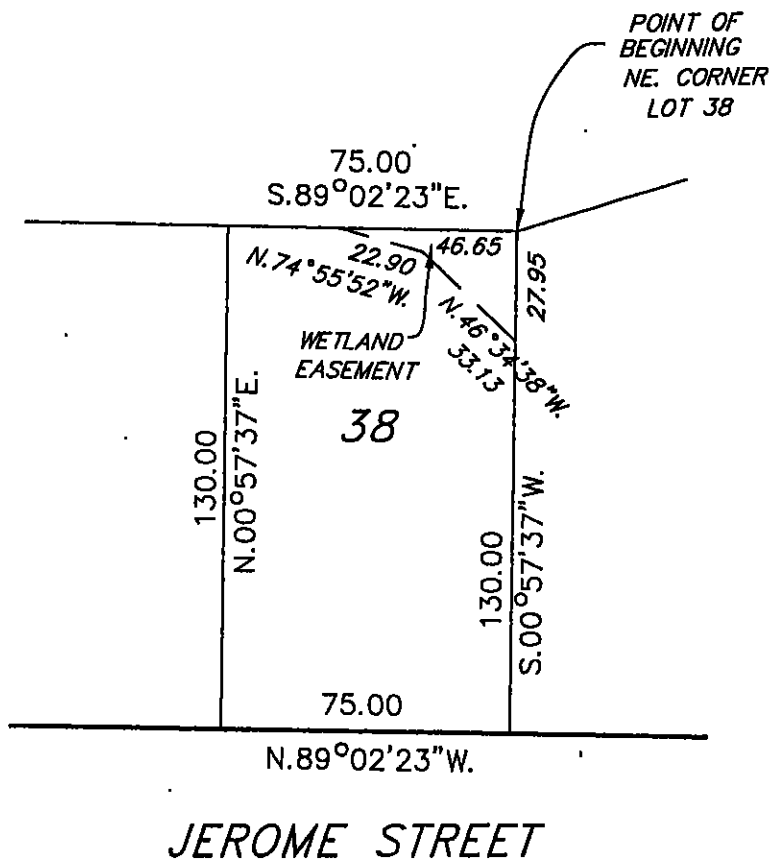 POINT OF
BEGINNING
NE. CORNER
LOT 38
75.00
S.89°02'23"E.
46.65
22.90
N.74°55'52"W.
27.95
N.46°34'38"W.
33.13
WETLAND
EASEMENT
38
130.00
N.00°57'37"E.
130.00
S.00°57'37"W.
75.00
N.89°02'23"W.
JEROME STREET